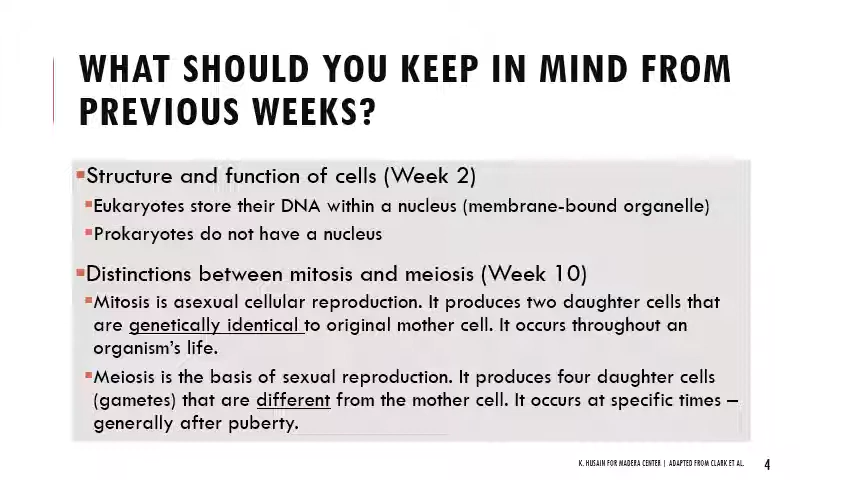 WHAT SHOULD YOU KEEP IN MIND FROM
PREVIOUS WEEKS?
Structure and function of cells (Week 2)
Eukaryotes store their DNA within a nucleus (membrane-bound organelle)
Prokaryotes do not have a nucleus
Distinctions between mitosis and meiosis (Week 10)
Mitosis is asexual cellular reproduction. It produces two daughter cells that
are genetically identical to original mother cell. It occurs throughout an
organism's life.
Meiosis is the basis of sexual reproduction. It produces four daughter cells
(gametes) that are different from the mother cell. It occurs at specific times –
generally after puberty.
K. HUSAIN FOR MADERA CENTER | ADAPTED FROM CLARK ET AL. 4